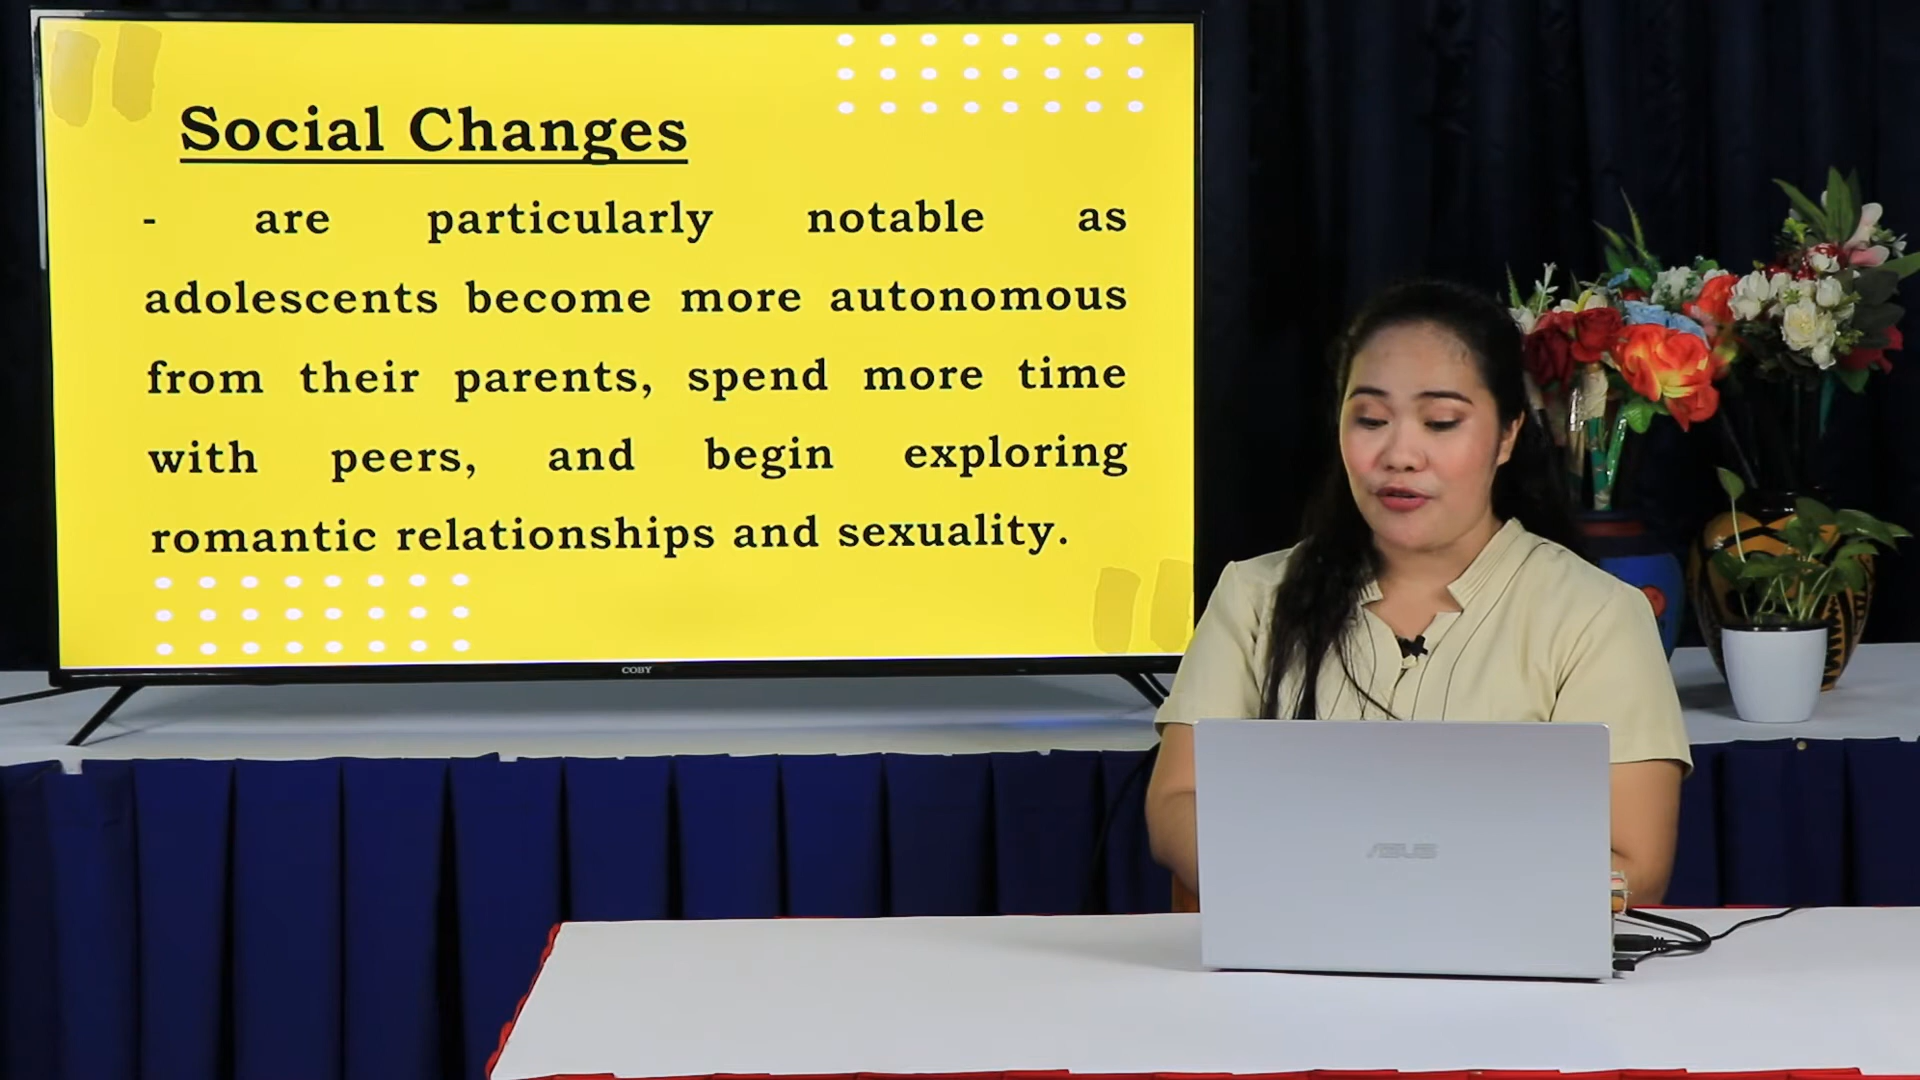 Social Changes
- are particularly notable as
adolescents become more autonomous
from their parents, spend more time
with peers, and begin exploring
romantic relationships and sexuality.
COBY
ASUS